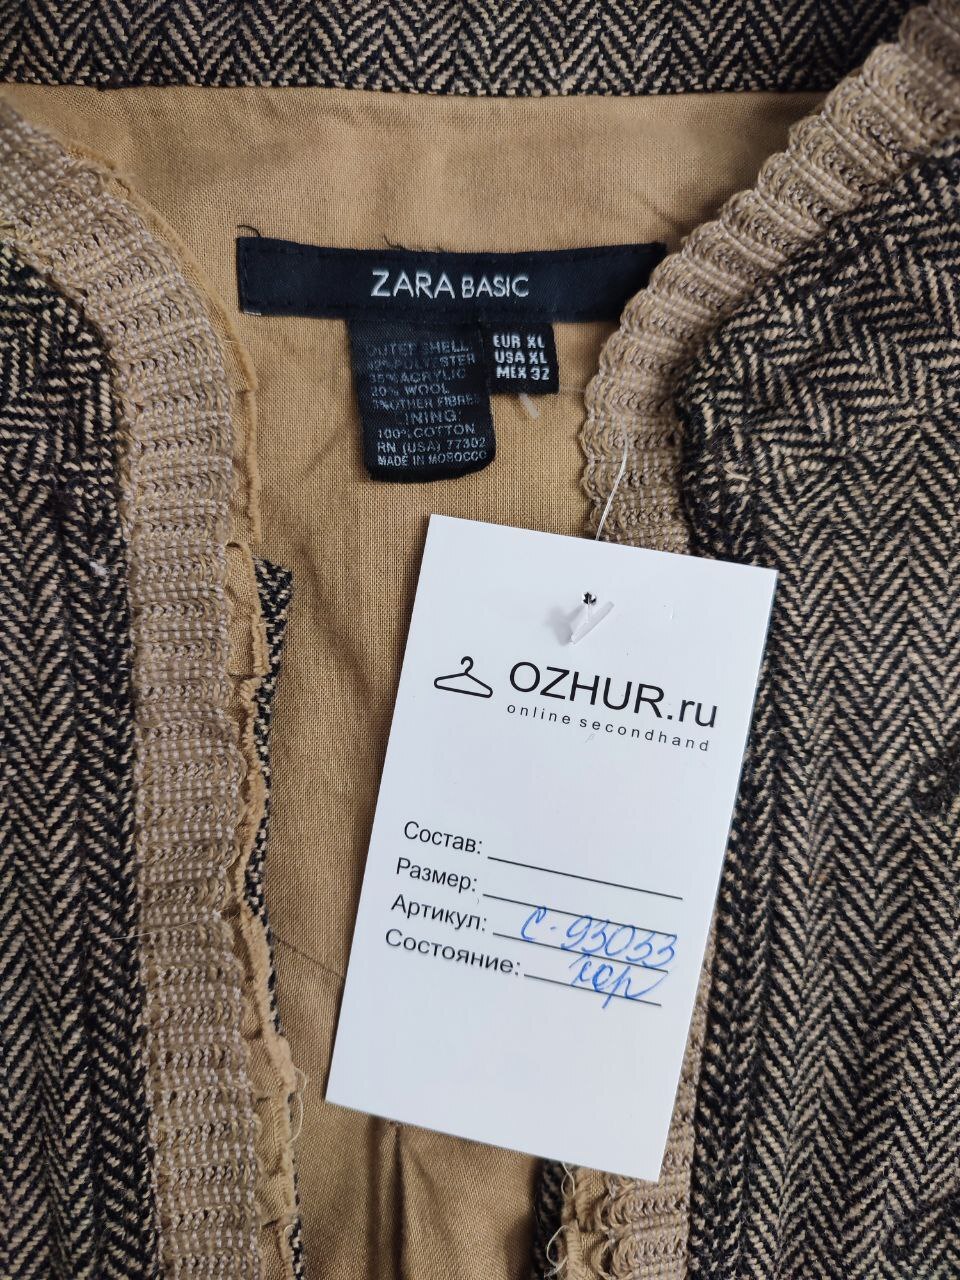 ZARA BASIC
OUTER SHELL
POLYESTER
35% ACRYLIC
20% WOOL
OTHER FIBRES
LINING:
100% COTTON
RN (USA) 77302
MADE IN MOROCCO
EUR XL
USA XL
MEX 32
OZHUR.ru
online secondhand
Состав:
Размер:
Артикул: С-93033
Состояние: хор